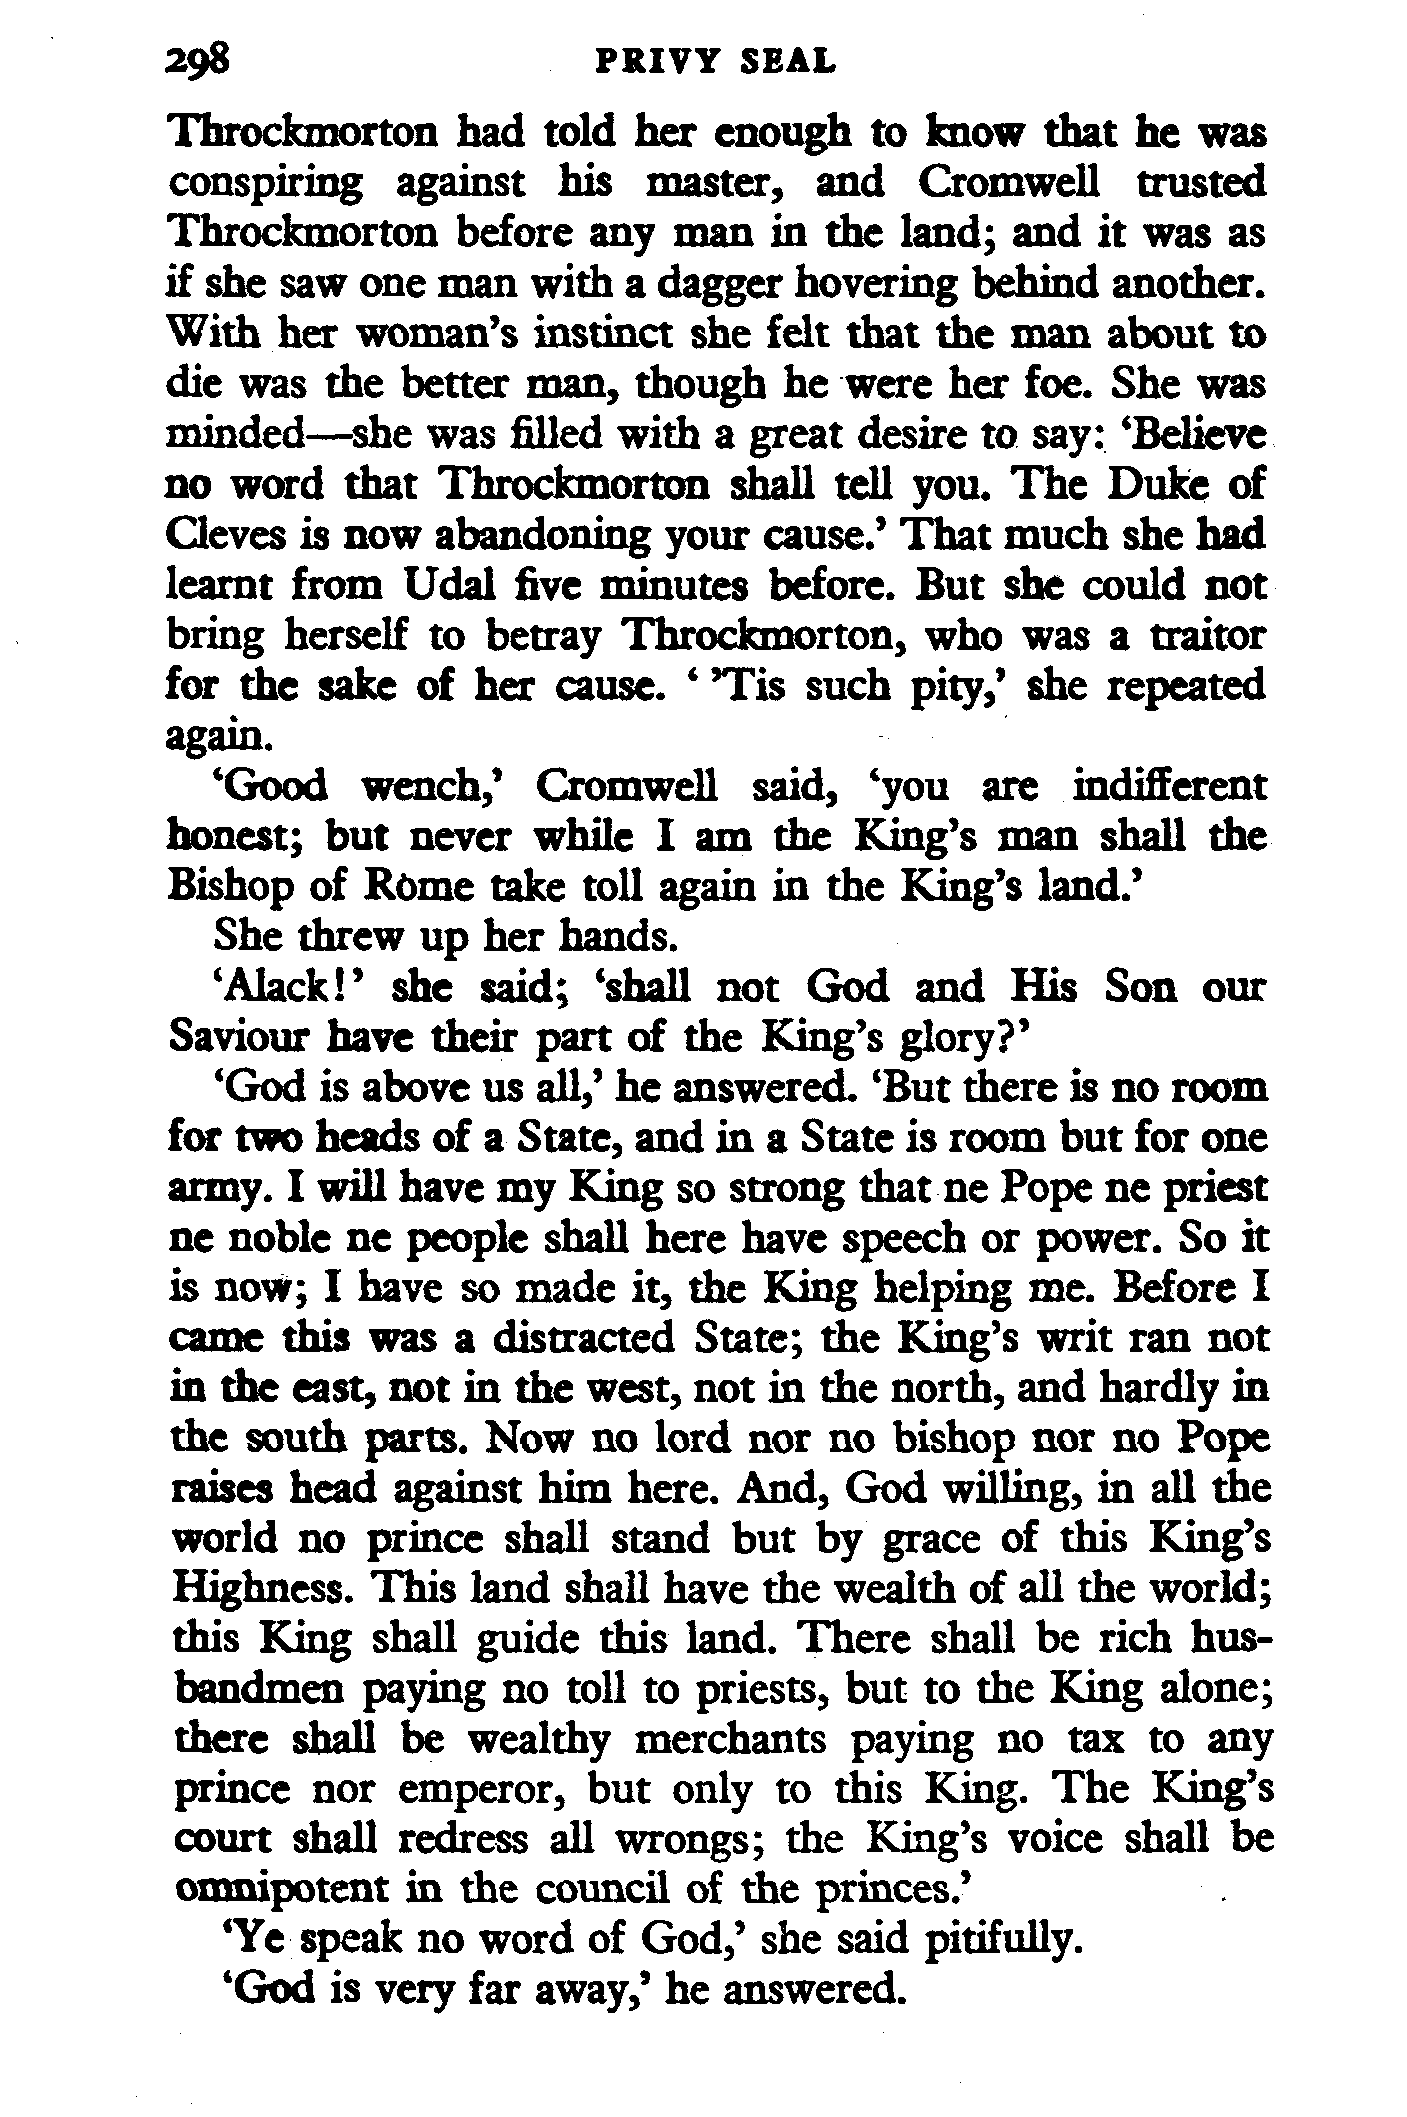 298 PRIVY SEAL
Throckmorton had told her enough to know that he was
conspiring against his master, and Cromwell trusted
Throckmorton before any man in the land; and it was as
if she saw one man with a dagger hovering behind another.
With her woman's instinct she felt that the man about to
die was the better man, though he were her foe. She was
minded—she was filled with a great desire to say: ‘Believe
no word that Throckmorton shall tell you. The Duke of
Cleves is now abandoning your cause.’ That much she had
learnt from Udal five minutes before. But she could not
bring herself to betray Throckmorton, who was a traitor
for the sake of her cause. ‘ ’Tis such pity,’ she repeated
again.
‘Good wench,’ Cromwell said, ‘you are indifferent
honest; but never while I am the King’s man shall the
Bishop of Rome take toll again in the King’s land.’
She threw up her hands.
‘Alack!’ she said; ‘shall not God and His Son our
Saviour have their part of the King’s glory?’
‘God is above us all,’ he answered. ‘But there is no room
for two heads of a State, and in a State is room but for one
army. I will have my King so strong that ne Pope ne priest
ne noble ne people shall here have speech or power. So it
is now; I have so made it, the King helping me. Before I
came this was a distracted State; the King’s writ ran not
in the east, not in the west, not in the north, and hardly in
the south parts. Now no lord nor no bishop nor no Pope
raises head against him here. And, God willing, in all the
world no prince shall stand but by grace of this King’s
Highness. This land shall have the wealth of all the world;
this King shall guide this land. There shall be rich hus-
bandmen paying no toll to priests, but to the King alone;
there shall be wealthy merchants paying no tax to any
prince nor emperor, but only to this King. The King’s
court shall redress all wrongs; the King’s voice shall be
omnipotent in the council of the princes.’
‘Ye speak no word of God,’ she said pitifully.
‘God is very far away,’ he answered.